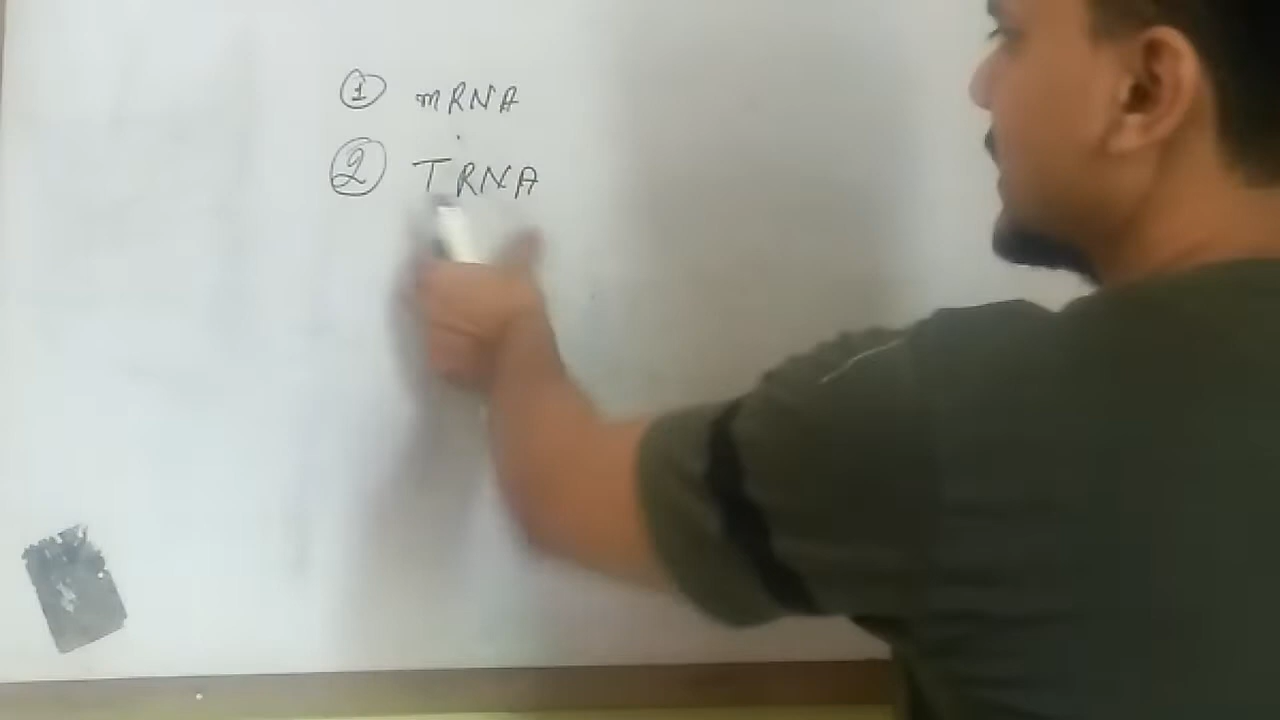 ① mRNA
② TRNA